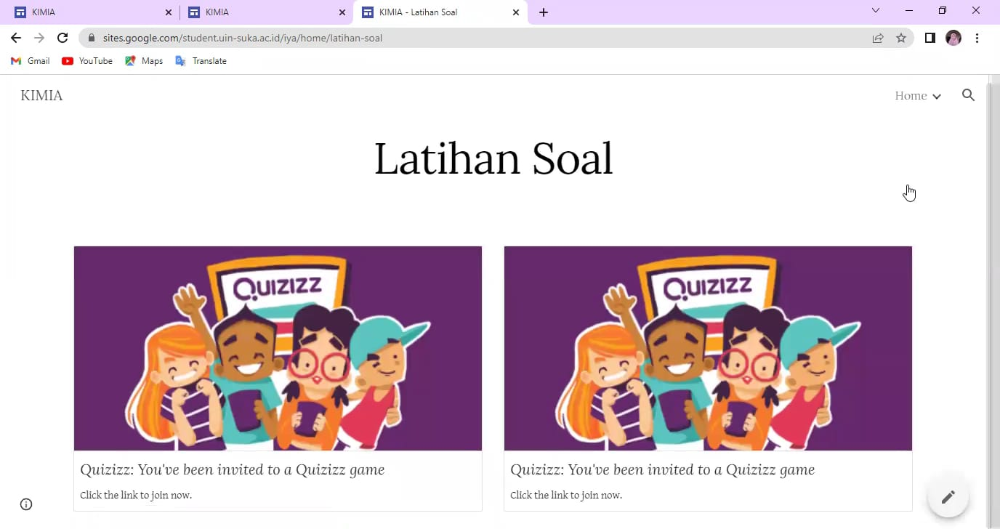 KIMIA
KIMIA
KIMIA - Latihan Soal
sites.google.com/student.uin-suka.ac.id/iya/home/latihan-soal
Gmail
YouTube
Maps
Translate
KIMIA
Home
Latihan Soal
QUIZIZZ
QUIZIZZ
Quizizz: You've been invited to a Quizizz game
Click the link to join now.
Quizizz: You've been invited to a Quizizz game
Click the link to join now.